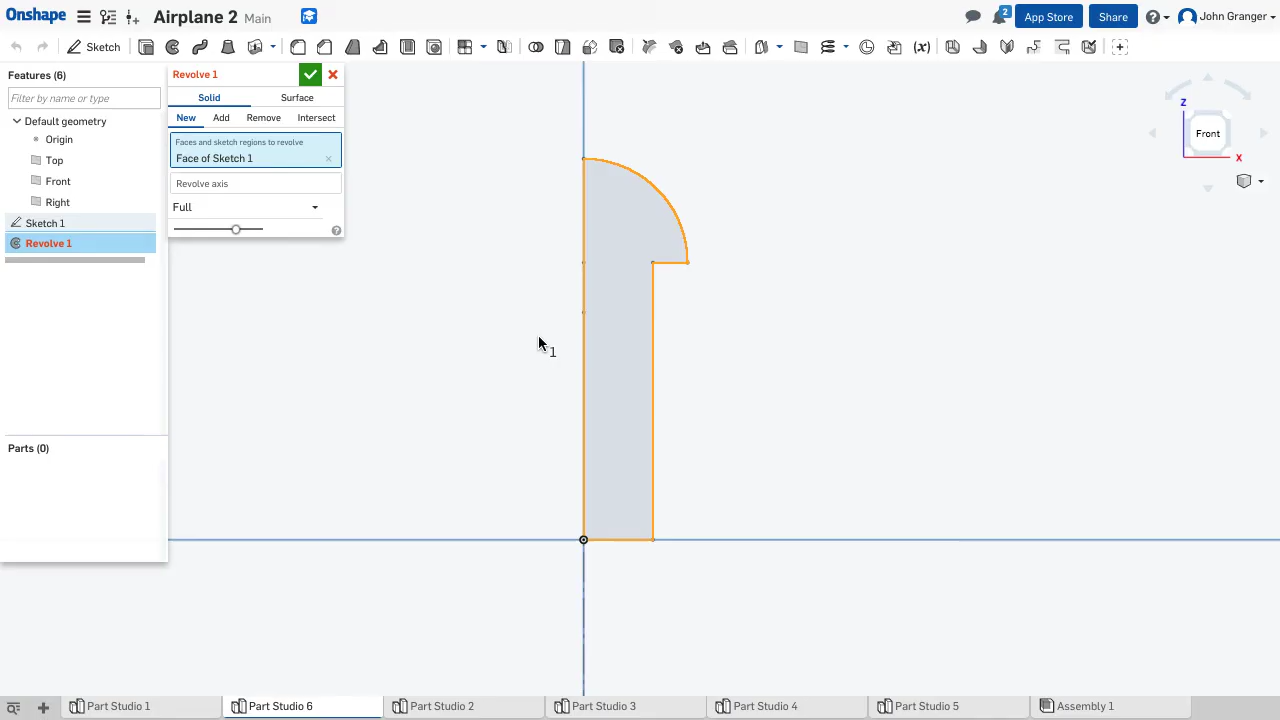 Onshape
Airplane 2 Main
2
App Store
Share
John Granger
Sketch
(x)
Features (6)
Filter by name or type
Default geometry
Origin
Top
Front
Right
Sketch 1
Revolve 1
Parts (0)
Revolve 1
Solid
Surface
New
Add
Remove
Intersect
Faces and sketch regions to revolve
Face of Sketch 1
Revolve axis
Full
1
Z
Front
X
Part Studio 1
Part Studio 6
Part Studio 2
Part Studio 3
Part Studio 4
Part Studio 5
Assembly 1